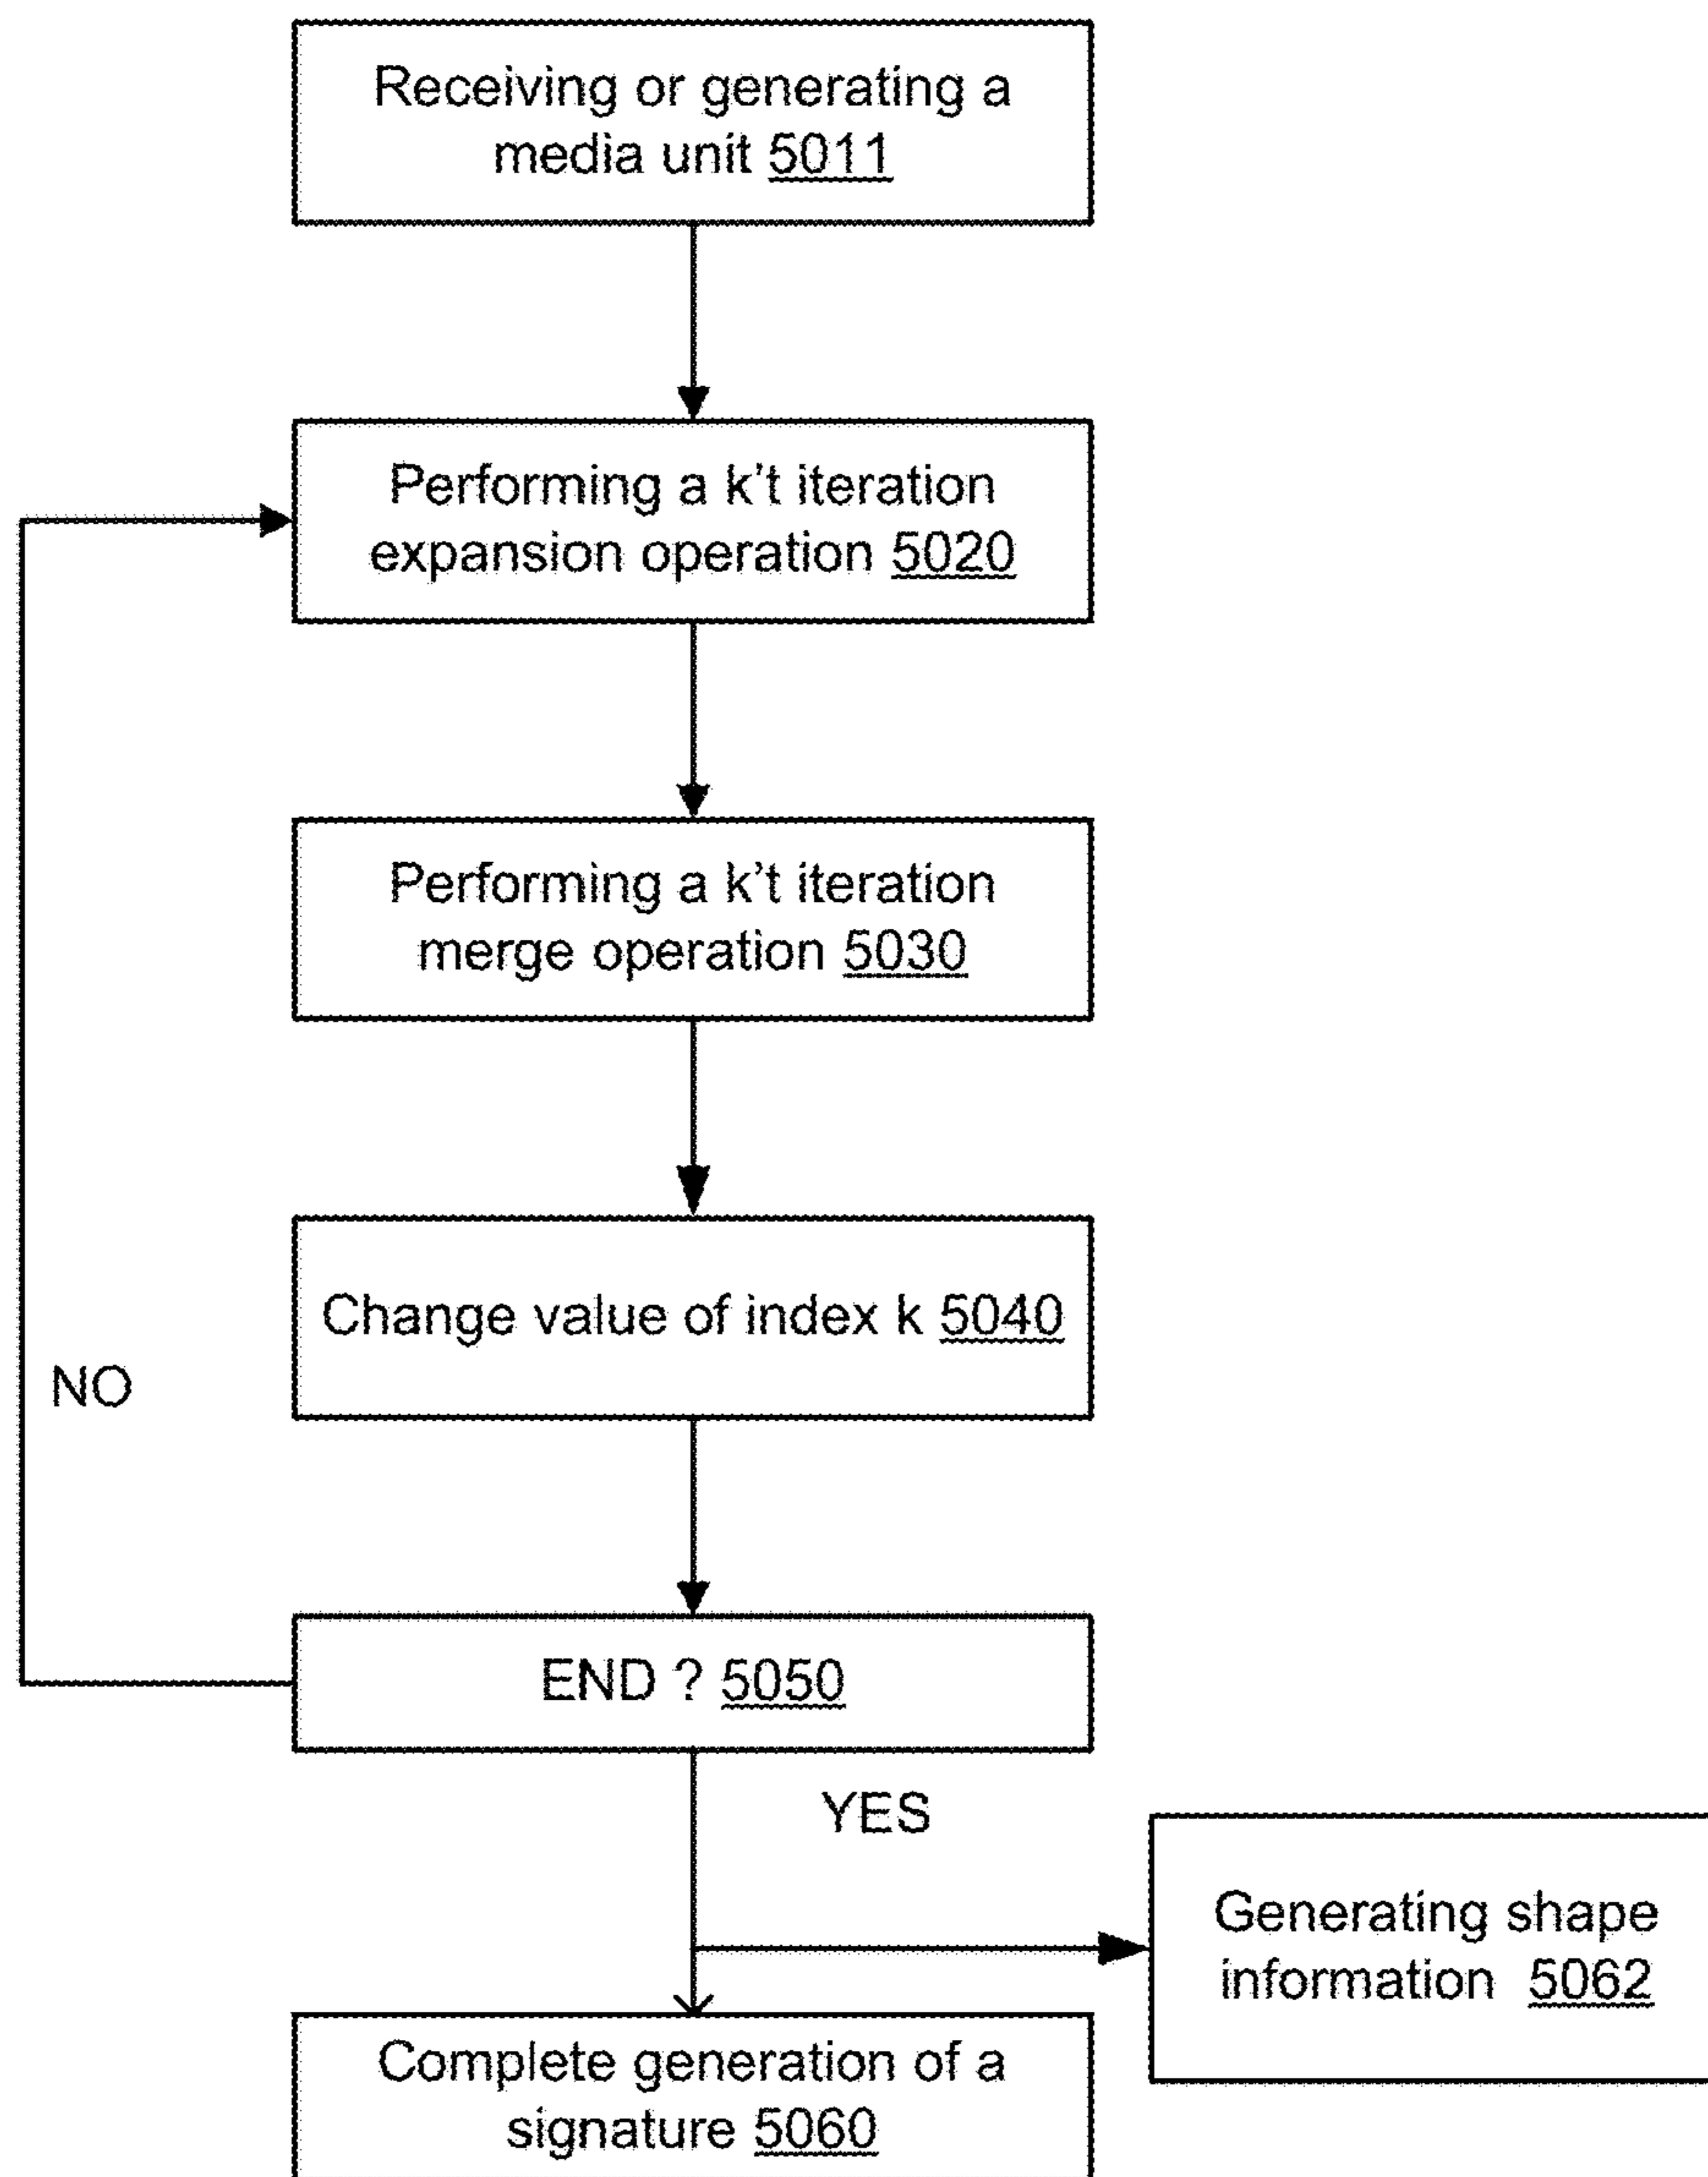 Receiving or generating a
media unit 5011
Performing a k't iteration
expansion operation 5020
Performing a k't iteration
merge operation 5030
Change value of index k 5040
NO
END ? 5050
YES
Generating shape
information 5062
Complete generation of a
signature 5060